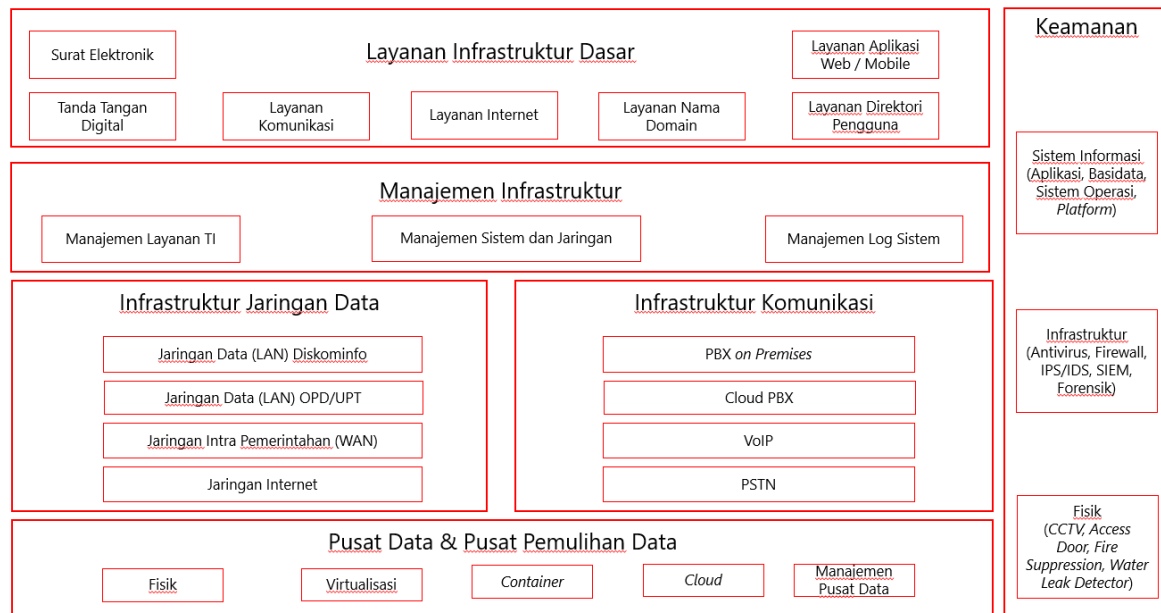 Layanan Infrastruktur Dasar
Surat Elektronik
Layanan Aplikasi
Web / Mobile
Tanda Tangan
Digital
Layanan
Komunikasi
Layanan Internet
Layanan Nama
Domain
Layanan Direktori
Pengguna
Manajemen Infrastruktur
Manajemen Layanan TI
Manajemen Sistem dan Jaringan
Manajemen Log Sistem
Infrastruktur Jaringan Data
Jaringan Data (LAN) Diskominfo
Jaringan Data (LAN) OPD/UPT
Jaringan Intra Pemerintahan (WAN)
Jaringan Internet
Infrastruktur Komunikasi
PBX on Premises
Cloud PBX
VoIP
PSTN
Pusat Data & Pusat Pemulihan Data
Fisik
Virtualisasi
Container
Cloud
Manajemen
Pusat Data
Keamanan
Sistem Informasi
(Aplikasi, Basidata,
Sistem Operasi,
Platform)
Infrastruktur
(Antivirus, Firewall,
IPS/IDS, SIEM,
Forensik)
Fisik
(CCTV, Access
Door, Fire
Suppression, Water
Leak Detector)